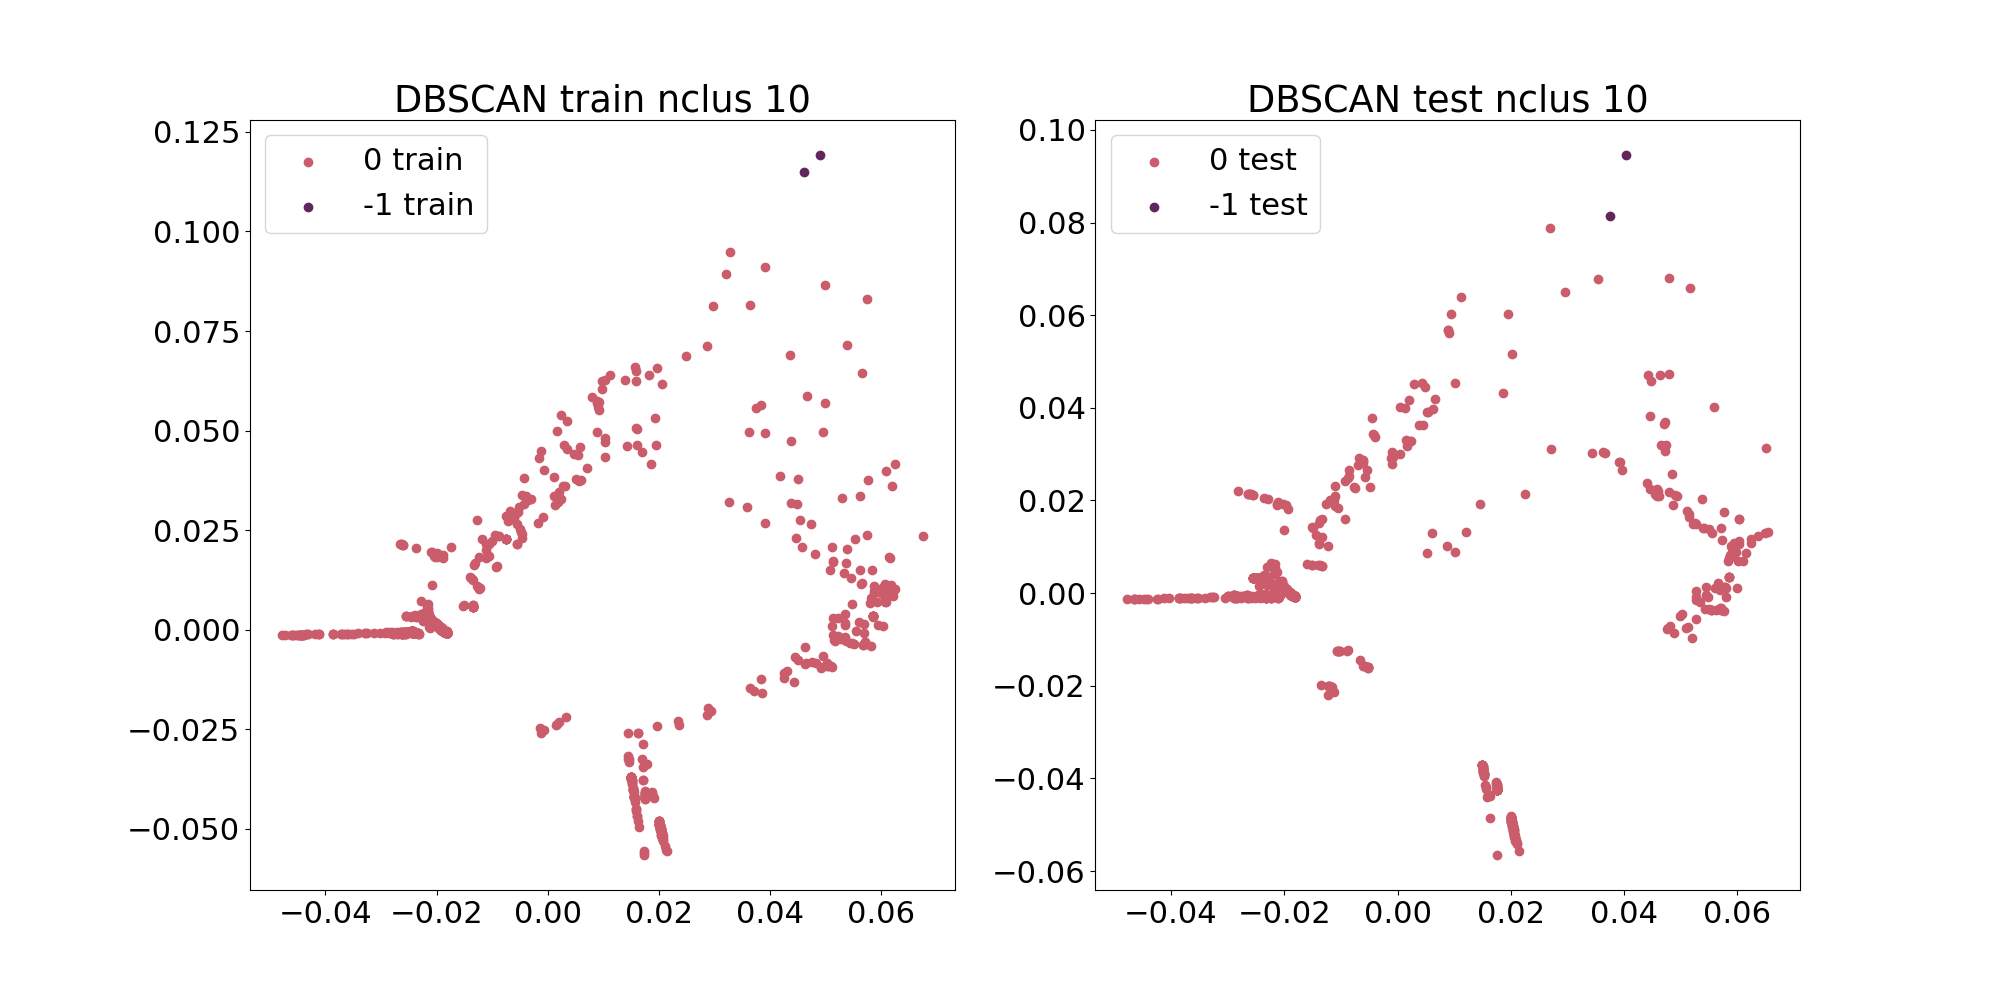 DBSCAN train nclus 10
0 train
-1 train
0.125
0.100
0.075
0.050
0.025
0.000
−0.025
−0.050
−0.04 −0.02 0.00 0.02 0.04 0.06
DBSCAN test nclus 10
0 test
-1 test
0.10
0.08
0.06
0.04
0.02
0.00
−0.02
−0.04
−0.06
−0.04 −0.02 0.00 0.02 0.04 0.06